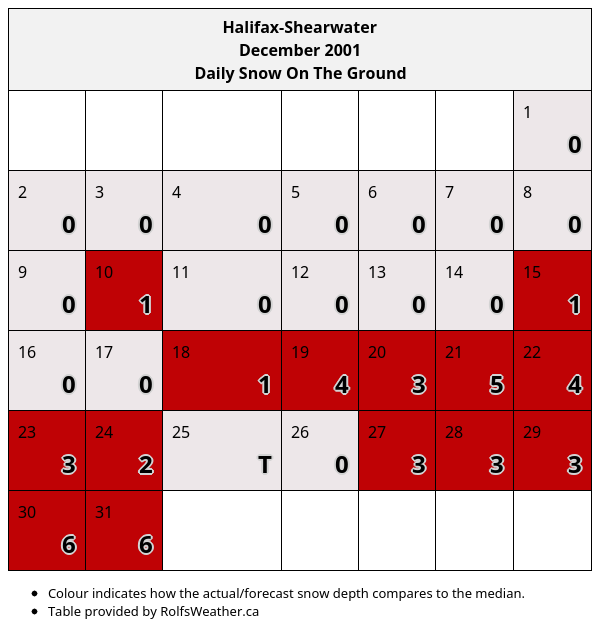 Halifax-Shearwater
December 2001
Daily Snow On The Ground
1
0
2 3 4 5 6 7 8
0 0 0 0 0 0 0
9 10 11 12 13 14 15
0 1 0 0 0 0 1
16 17 18 19 20 21 22
0 0 1 4 3 5 4
23 24 25 26 27 28 29
3 2 T 0 3 3 3
30 31
6 6
• Colour indicates how the actual/forecast snow depth compares to the median.
• Table provided by RolfsWeather.ca